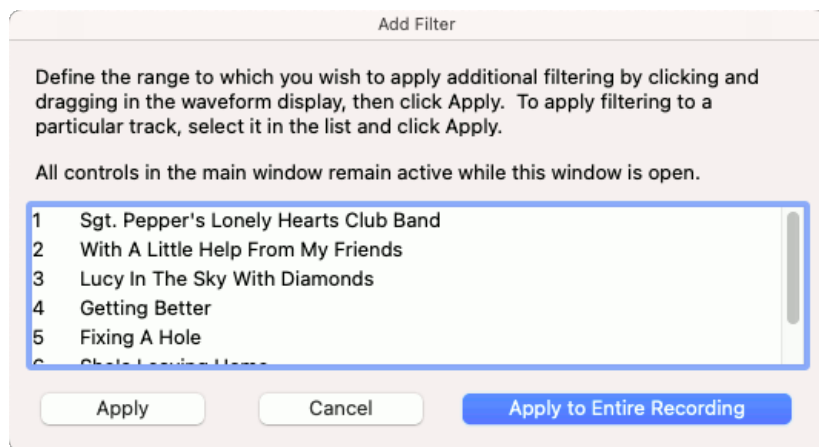 Add Filter
Define the range to which you wish to apply additional filtering by clicking and
dragging in the waveform display, then click Apply.  To apply filtering to a
particular track, select it in the list and click Apply.
All controls in the main window remain active while this window is open.
1 Sgt. Pepper's Lonely Hearts Club Band
2 With A Little Help From My Friends
3 Lucy In The Sky With Diamonds
4 Getting Better
5 Fixing A Hole
6 She's Leaving Home
Apply Cancel Apply to Entire Recording